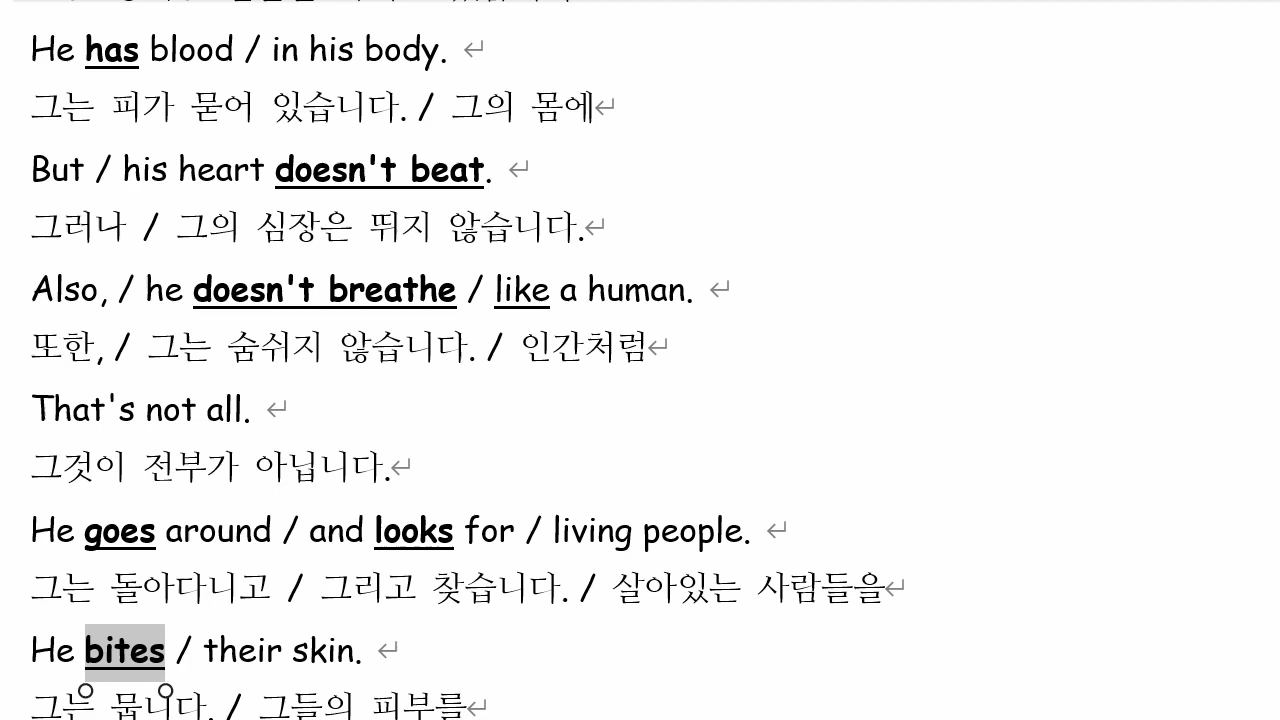 He has blood / in his body. ↵
그는 피가 묻어 있습니다. / 그의 몸에↵
But / his heart doesn't beat. ↵
그러나 / 그의 심장은 뛰지 않습니다.↵
Also, / he doesn't breathe / like a human. ↵
또한, / 그는 숨쉬지 않습니다. / 인간처럼↵
That's not all. ↵
그것이 전부가 아닙니다.↵
He goes around / and looks for / living people. ↵
그는 돌아다니고 / 그리고 찾습니다. / 살아있는 사람들을↵
He bites / their skin. ↵
그는 뭅니다. / 그들의 피부를↵